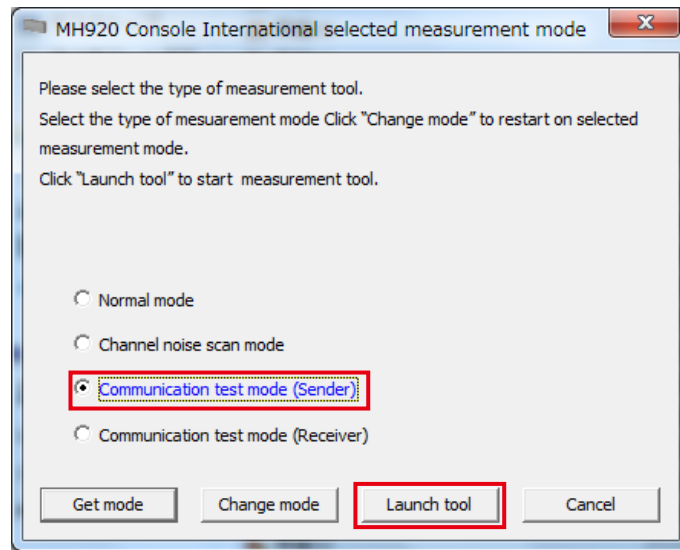 MH920 Console International selected measurement mode
Please select the type of measurement tool.
Select the type of mesuarement mode Click "Change mode" to restart on selected
measurement mode.
Click "Launch tool" to start measurement tool.
Normal mode
Channel noise scan mode
Communication test mode (Sender)
Communication test mode (Receiver)
Get mode Change mode Launch tool Cancel